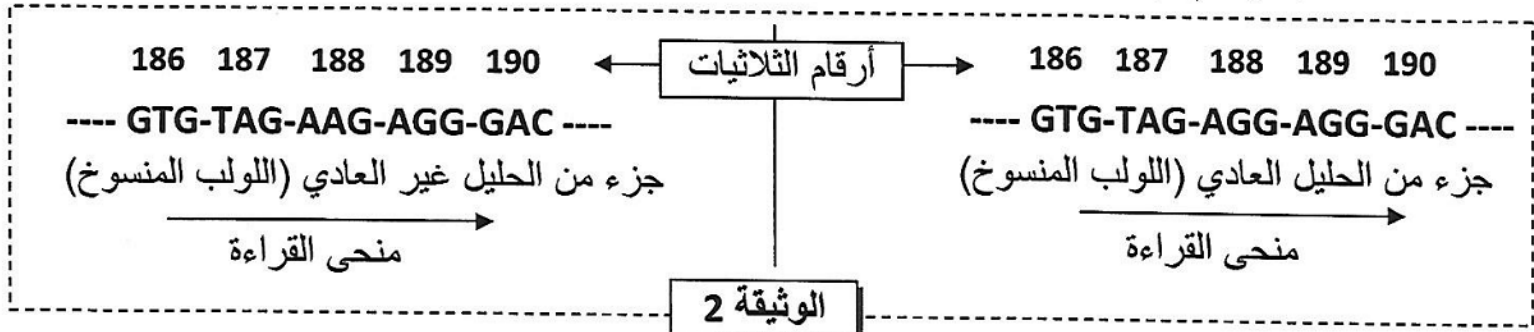 أرقام الثلاثيات
186 187 188 189 190
---- GTG-TAG-AGG-AGG-GAC ----
جزء من الحليل العادي (اللولب المنسوخ)
منحى القراءة
186 187 188 189 190
---- GTG-TAG-AAG-AGG-GAC ----
جزء من الحليل غير العادي (اللولب المنسوخ)
منحى القراءة
الوثيقة 2